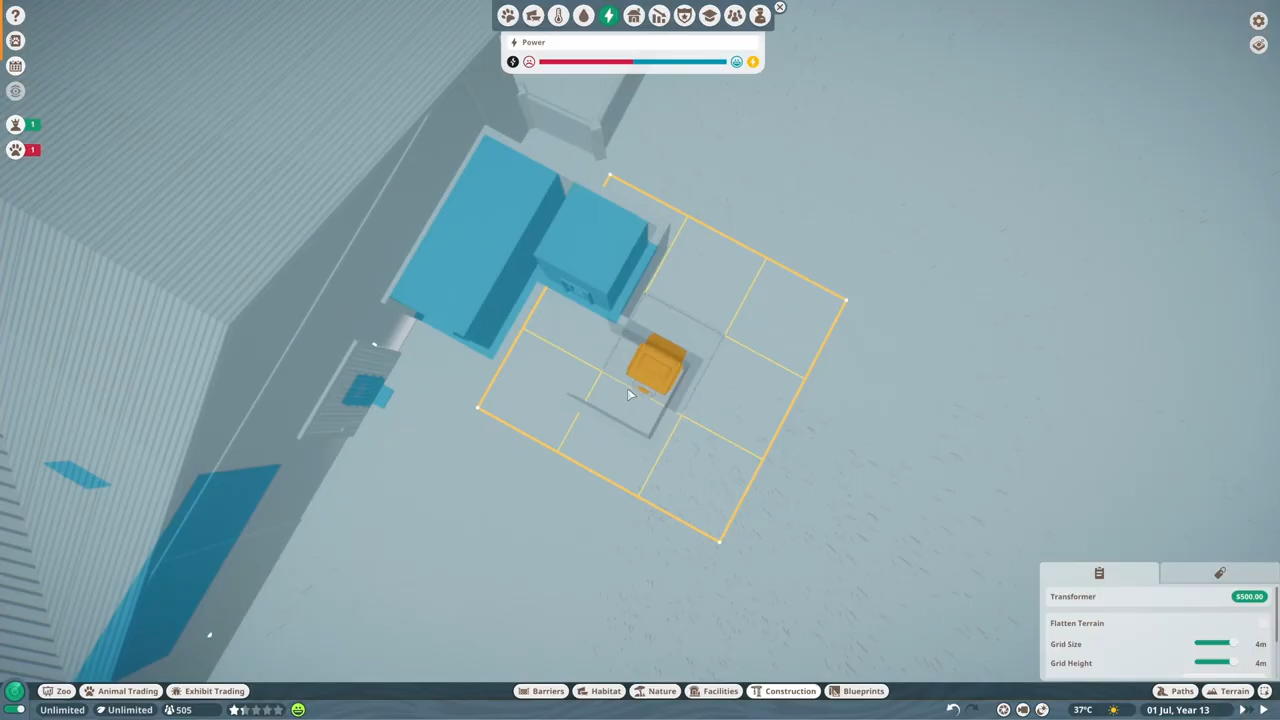 Power
1
1
Transformer $500.00
Flatten Terrain
Grid Size 4m
Grid Height 4m
Zoo Animal Trading Exhibit Trading Barriers Habitat Nature Facilities Construction Blueprints Paths Terrain
Unlimited Unlimited 505 37°C 01 Jul, Year 13